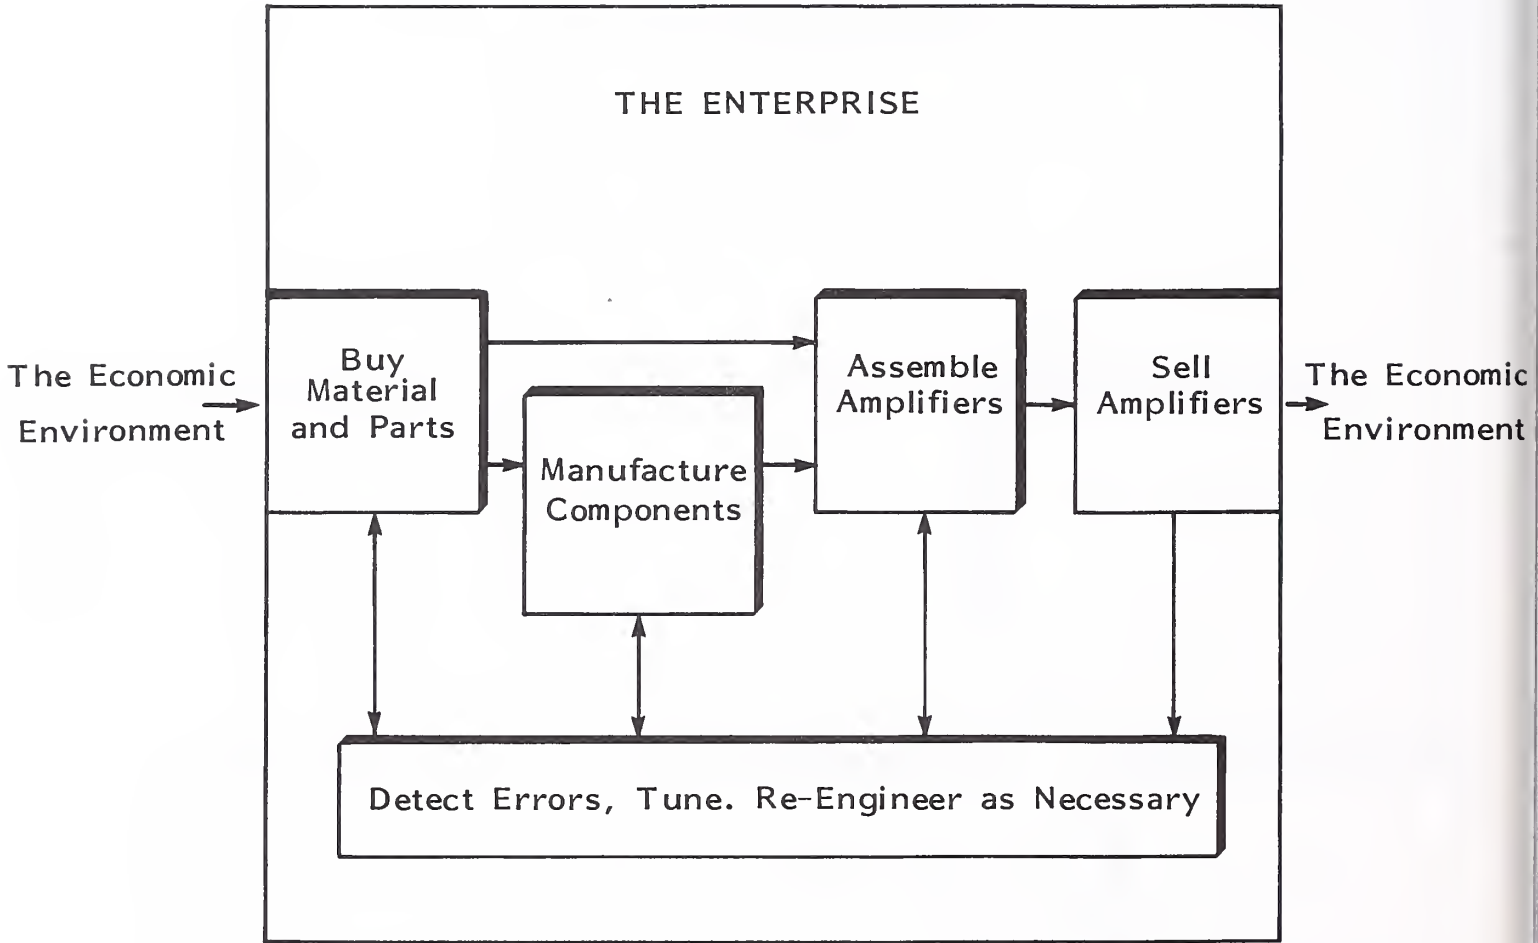 THE ENTERPRISE
The Economic
Environment
Buy
Material
and Parts
Manufacture
Components
Assemble
Amplifiers
Sell
Amplifiers
The Economic
Environment
Detect Errors, Tune. Re-Engineer as Necessary